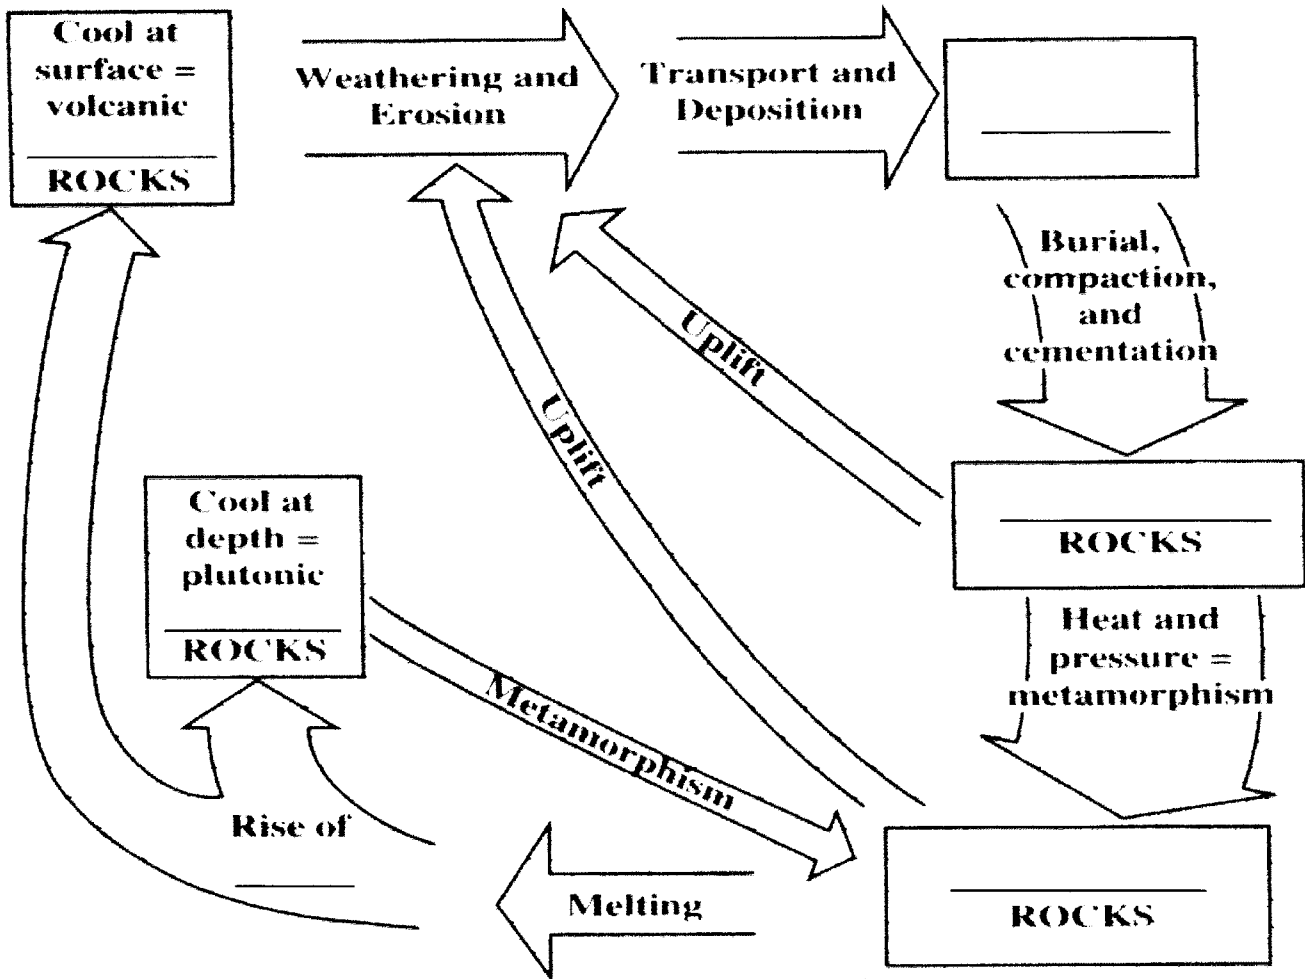 Cool at
surface =
volcanic
ROCKS
Weathering and
Erosion
Transport and
Deposition
Burial,
compaction,
and
cementation
Uplift
Uplift
ROCKS
Cool at
depth =
plutonic
ROCKS
Heat and
pressure =
metamorphism
Metamorphism
Rise of
Melting
ROCKS